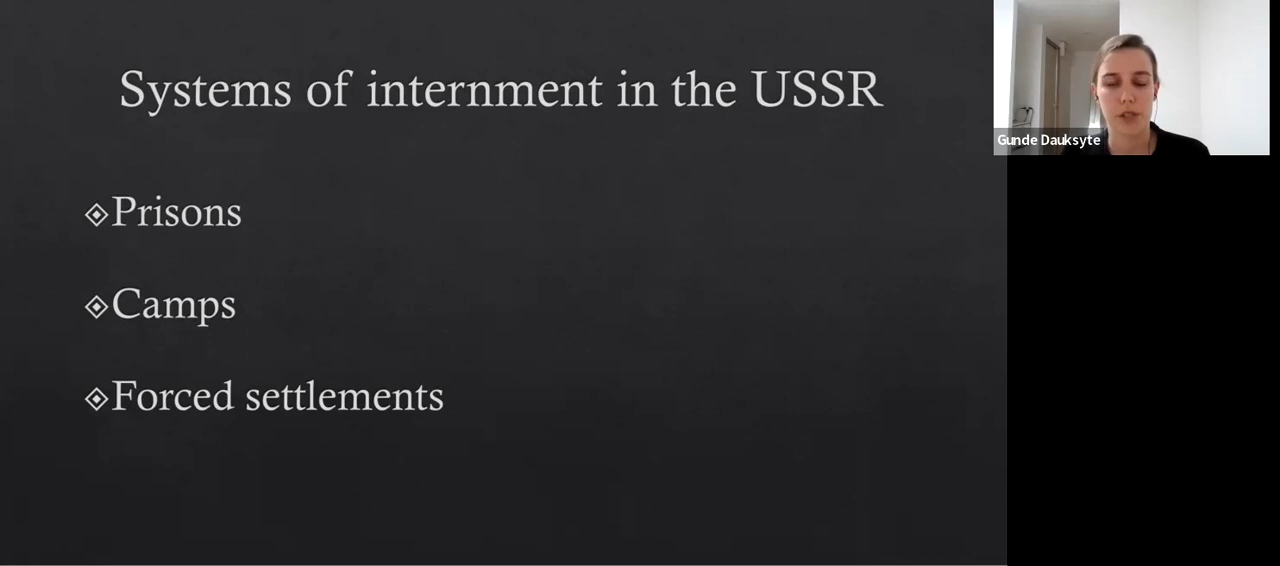 Systems of internment in the USSR
Gunde Dauksyte
Prisons
Camps
Forced settlements